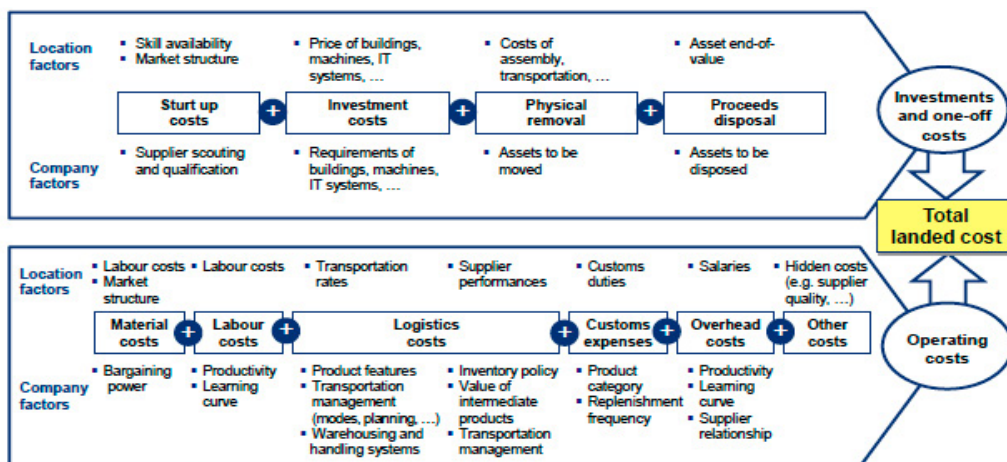 Location
factors
▪ Skill availability
▪ Market structure
▪ Price of buildings,
machines, IT
systems, …
▪ Costs of
assembly,
transportation, …
▪ Asset end-of-
value
Sturt up
costs
+
Investment
costs
+
Physical
removal
+
Proceeds
disposal
Company
factors
▪ Supplier scouting
and qualification
▪ Requirements of
buildings, machines,
IT systems, …
▪ Assets to be
moved
▪ Assets to be
disposed
Investments
and one-off
costs
Total
landed cost
Location
factors
▪ Labour costs
▪ Market
structure
▪ Labour costs
▪ Transportation
rates
▪ Supplier
performances
▪ Customs
duties
▪ Salaries
▪ Hidden costs
(e.g. supplier
quality, …)
Material
costs
+
Labour
costs
+
Logistics
costs
+
Customs
expenses
+
Overhead
costs
+
Other
costs
Company
factors
▪ Bargaining
power
▪ Productivity
▪ Learning
curve
▪ Product features
▪ Transportation
management
(modes, planning, …)
▪ Warehousing and
handling systems
▪ Inventory policy
▪ Value of
intermediate
products
▪ Transportation
management
▪ Product
category
▪ Replenishment
frequency
▪ Productivity
▪ Learning
curve
▪ Supplier
relationship
Operating
costs